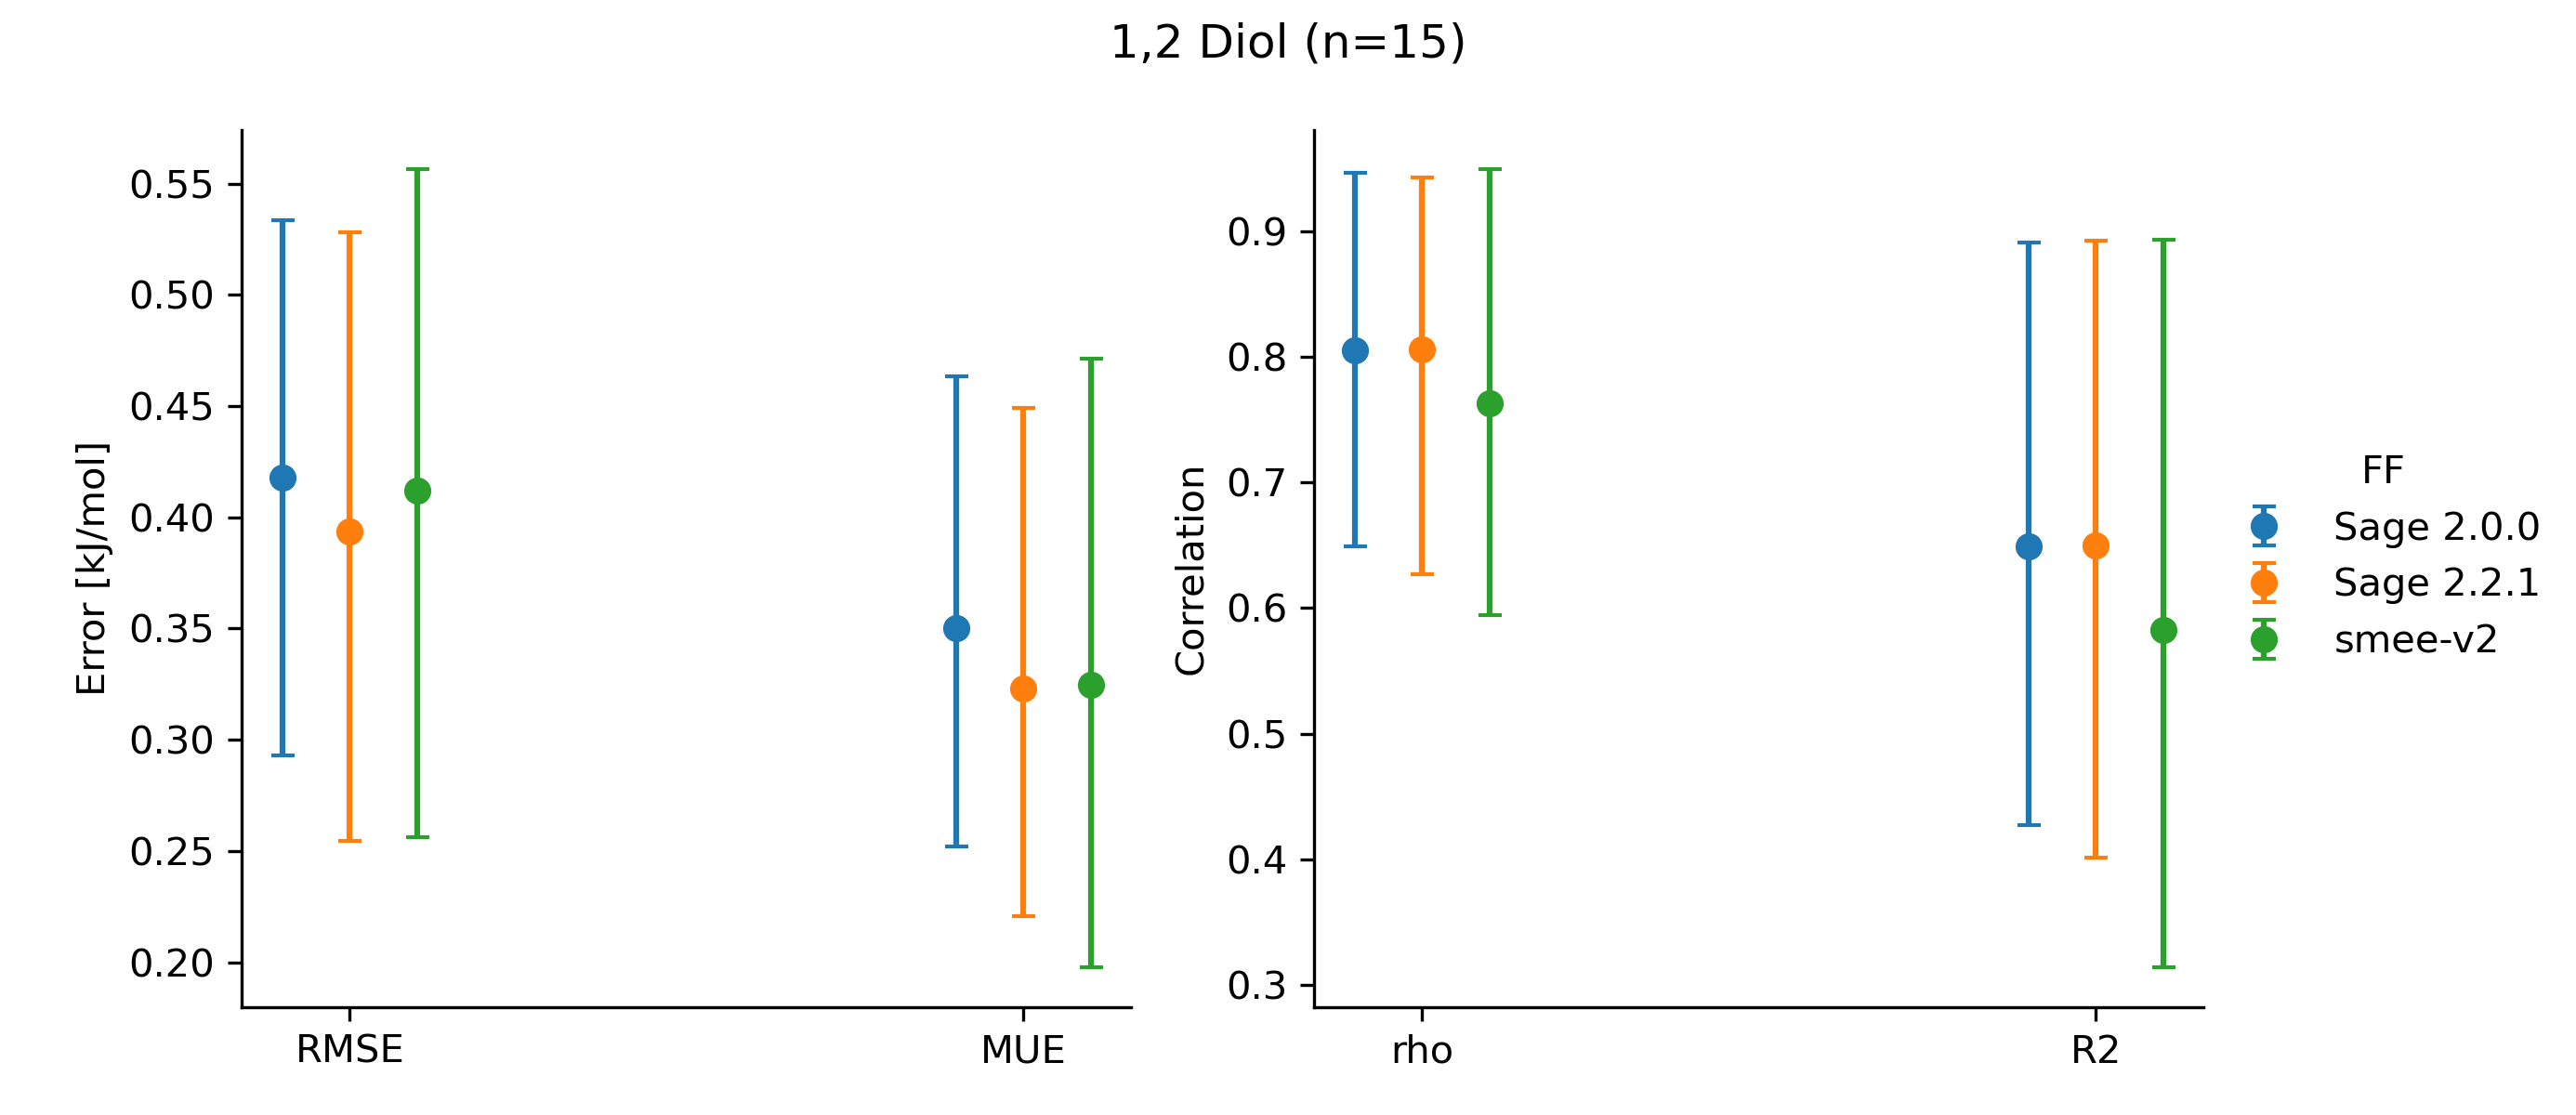 1,2 Diol (n=15)
Error [kJ/mol]
0.55
0.50
0.45
0.40
0.35
0.30
0.25
0.20
RMSE
MUE
Correlation
0.9
0.8
0.7
0.6
0.5
0.4
0.3
rho
R2
FF
Sage 2.0.0
Sage 2.2.1
smee-v2